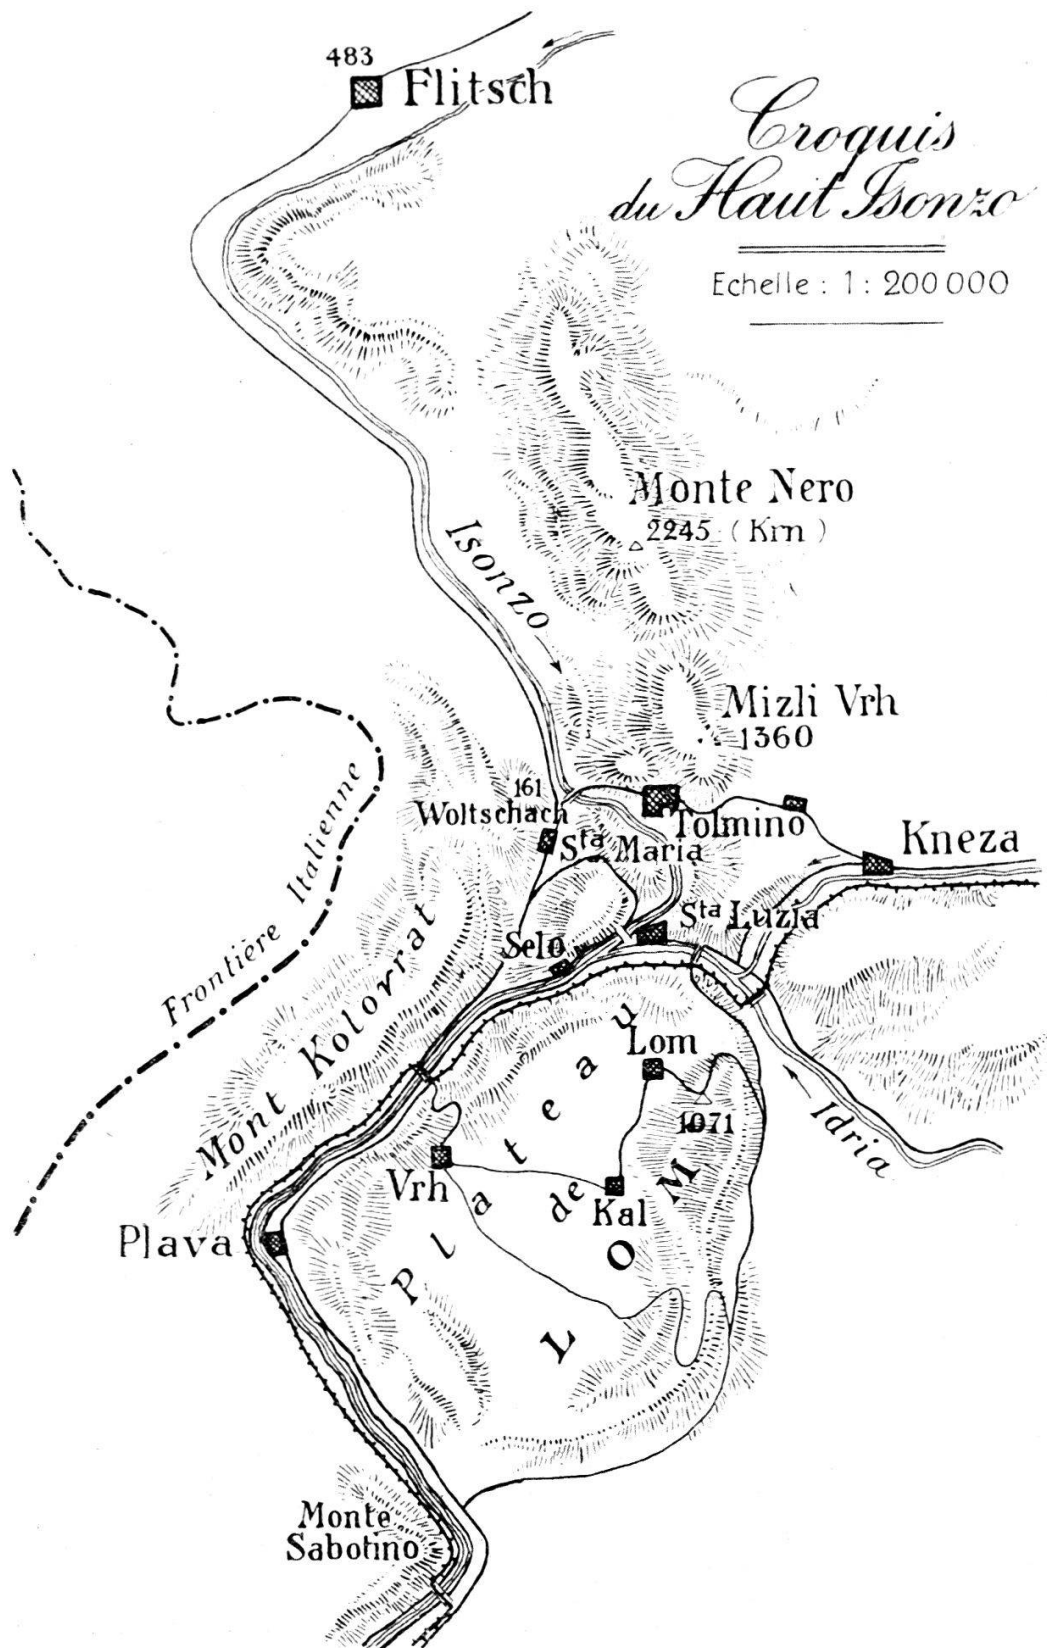 483
Flitsch
Croquis
du Haut Isonzo
Echelle : 1 : 200 000
Monte Nero
2245 (Krn)
Isonzo
Mizli Vrh
1360
161
Woltschach
Tolmino
Sta Maria
Kneza
Sta Luzia
Selo
Frontière Italienne
Mont Kolorrat
Plateau
de
LOM
Lom
1071
Idria
Vrh
Kal
Plava
Monte
Sabotino